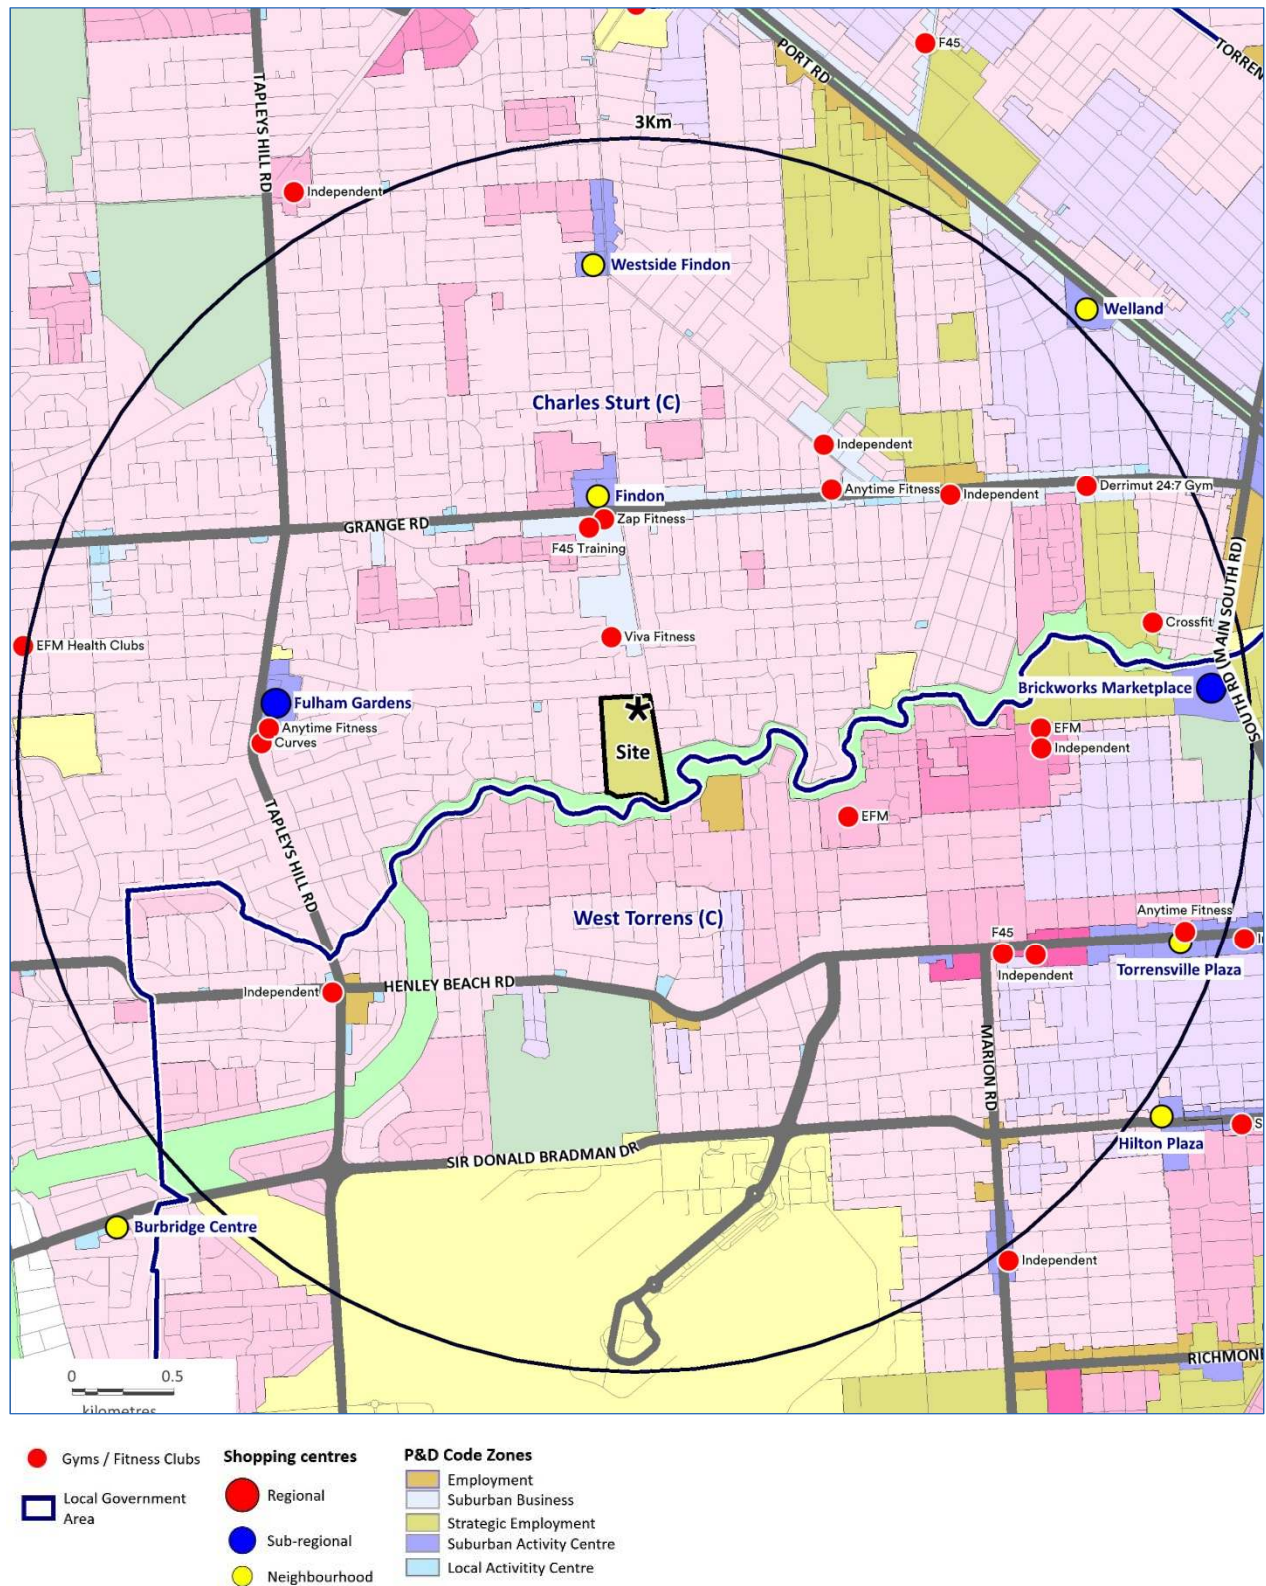 F45
PORT RD
TORREN
TAPLEYS HILL RD
3Km
Independent
Westside Findon
Welland
Charles Sturt (C)
Independent
Findon
Anytime Fitness
Independent
Derrimut 24:7 Gym
GRANGE RD
Zap Fitness
F45 Training
SOUTH RD (MAIN SOUTH RD)
Crossfit
EFM Health Clubs
Viva Fitness
Brickworks Marketplace
Fulham Gardens
Anytime Fitness
Curves
*
Site
EFM
Independent
SOUTH
EFM
TAPLEYS HILL RD
West Torrens (C)
Anytime Fitness
F45
Independent
Torrensville Plaza
Independent
HENLEY BEACH RD
MARION RD
Hilton Plaza
S
SIR DONALD BRADMAN DR
Burbridge Centre
Independent
RICHMOND
0 0.5
kilometres
Gyms / Fitness Clubs
Local Government
Area
Shopping centres
Regional
Sub-regional
Neighbourhood
P&D Code Zones
Employment
Suburban Business
Strategic Employment
Suburban Activity Centre
Local Activitity Centre